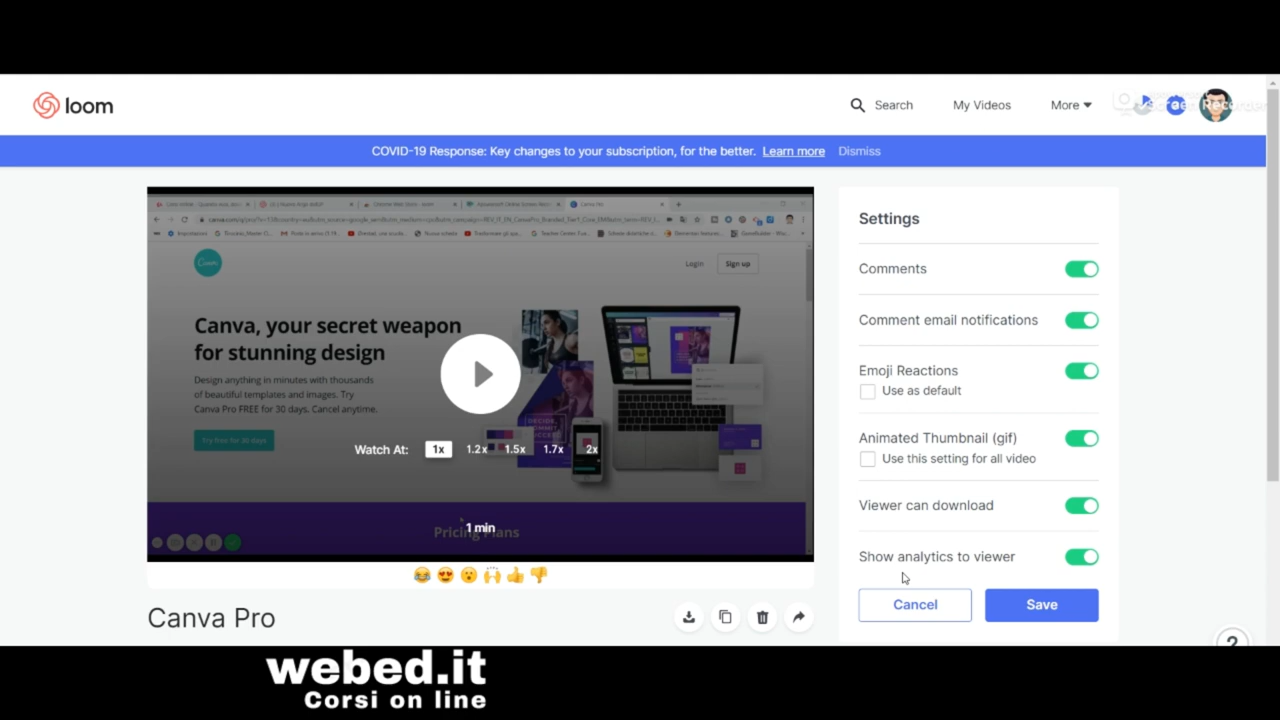 loom
Search
My Videos
More
COVID-19 Response: Key changes to your subscription, for the better. Learn more Dismiss
Canva
Login
Sign up
Canva, your secret weapon
for stunning design
Design anything in minutes with thousands
of beautiful templates and images. Try
Canva Pro FREE for 30 days. Cancel anytime.
Try free for 30 days
Watch At: 1x 1.2x 1.5x 1.7x 2x
1 min
Pricing Plans
Canva Pro
Settings
Comments
Comment email notifications
Emoji Reactions
Use as default
Animated Thumbnail (gif)
Use this setting for all video
Viewer can download
Show analytics to viewer
Cancel
Save
?
webed.it
Corsi on line